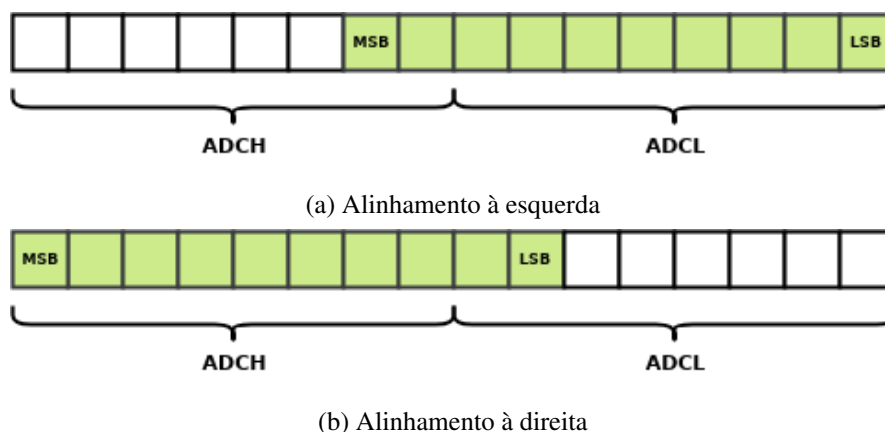 MSB LSB
ADCH ADCL
(a) Alinhamento à esquerda
MSB LSB
ADCH ADCL
(b) Alinhamento à direita